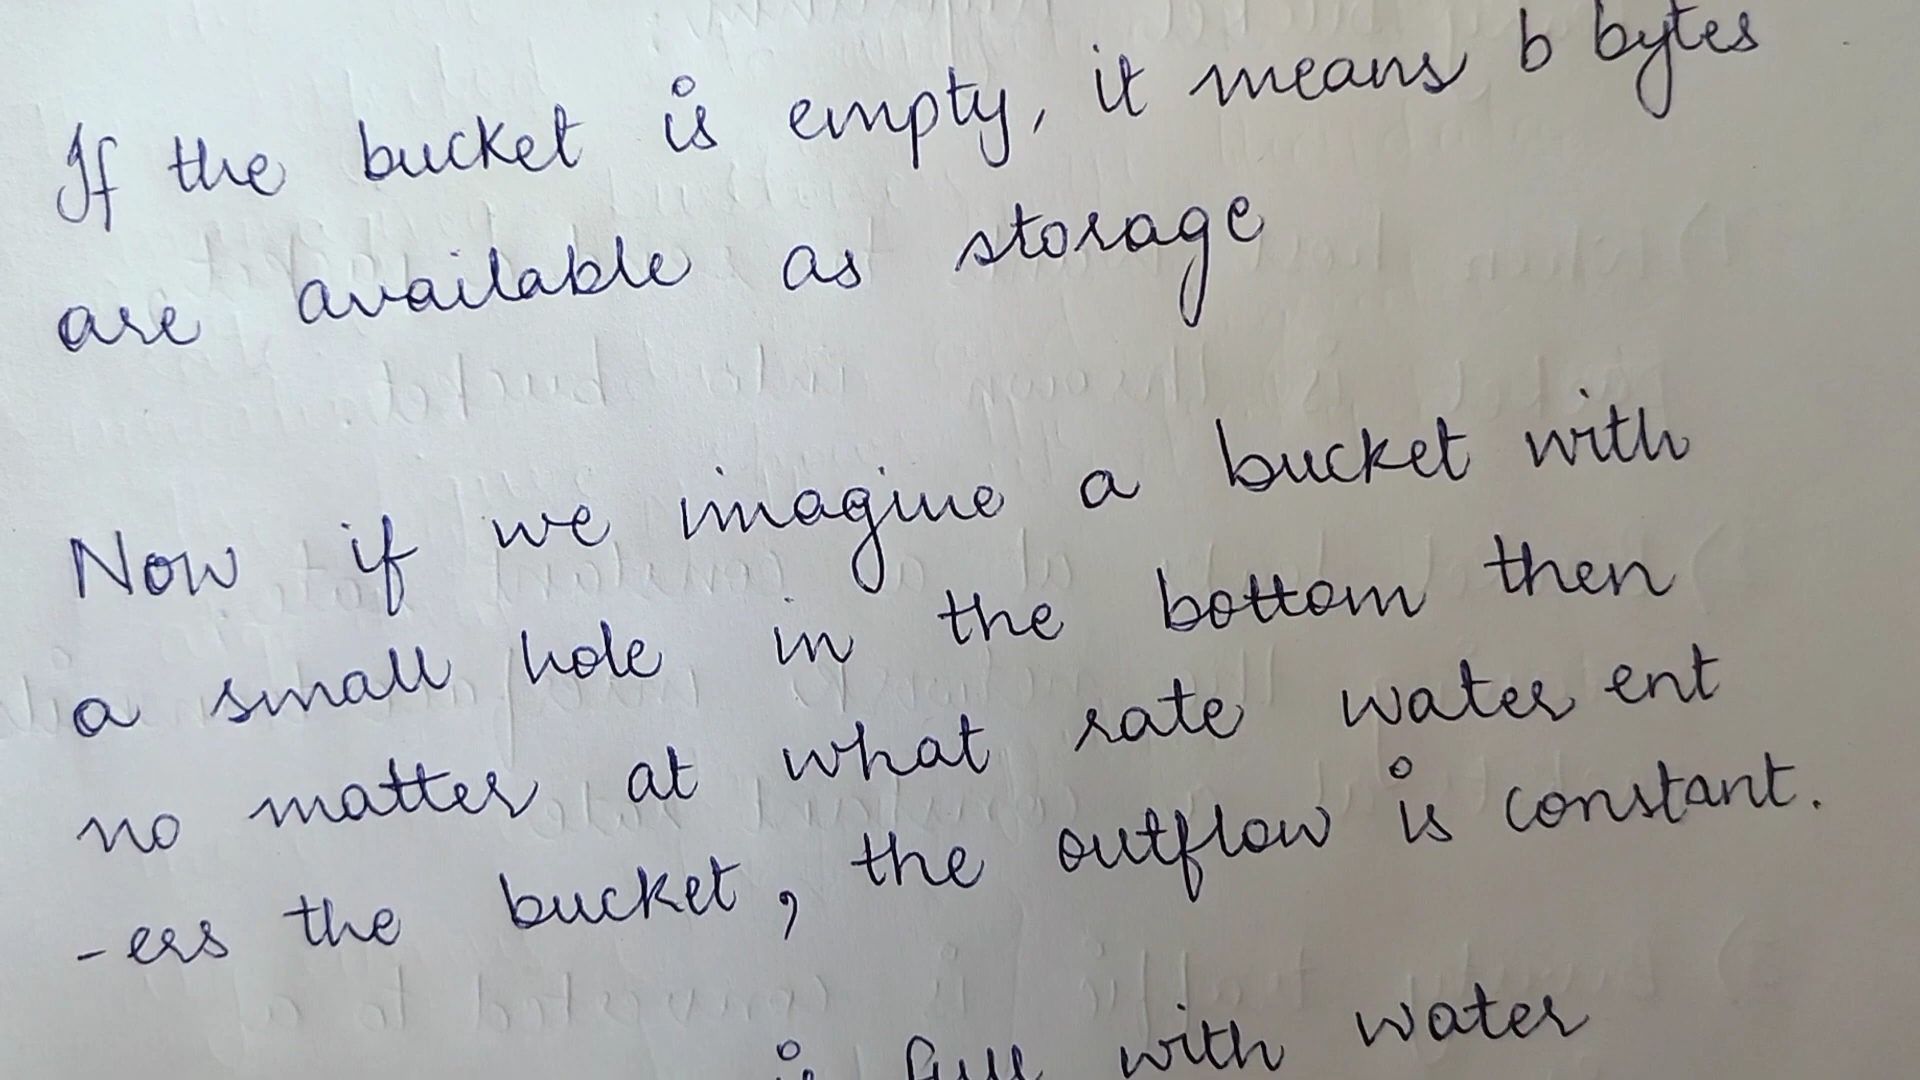 If the bucket is empty, it means b bytes
are available as storage
Now if we imagine a bucket with
a small hole in the bottom then
no matter at what rate water ent
-ers the bucket, the outflow is constant.
is full with water